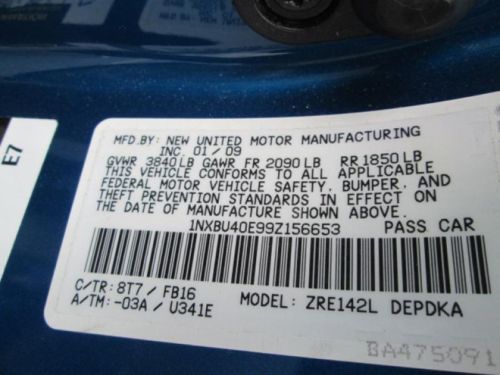 MFD.BY: NEW UNITED MOTOR MANUFACTURING
INC. 01/09
GVWR 3840LB GAWR FR 2090LB RR 1850LB
THIS VEHICLE CONFORMS TO ALL APPLICABLE
FEDERAL MOTOR VEHICLE SAFETY, BUMPER, AND
THEFT PREVENTION STANDARDS IN EFFECT ON
THE DATE OF MANUFACTURE SHOWN ABOVE.
1NXBU40E99Z156653 PASS CAR
C/TR: 8T7/FB16
A/TM: -03A/U341E
MODEL: ZRE142L DEPDKA
BA475091
E7